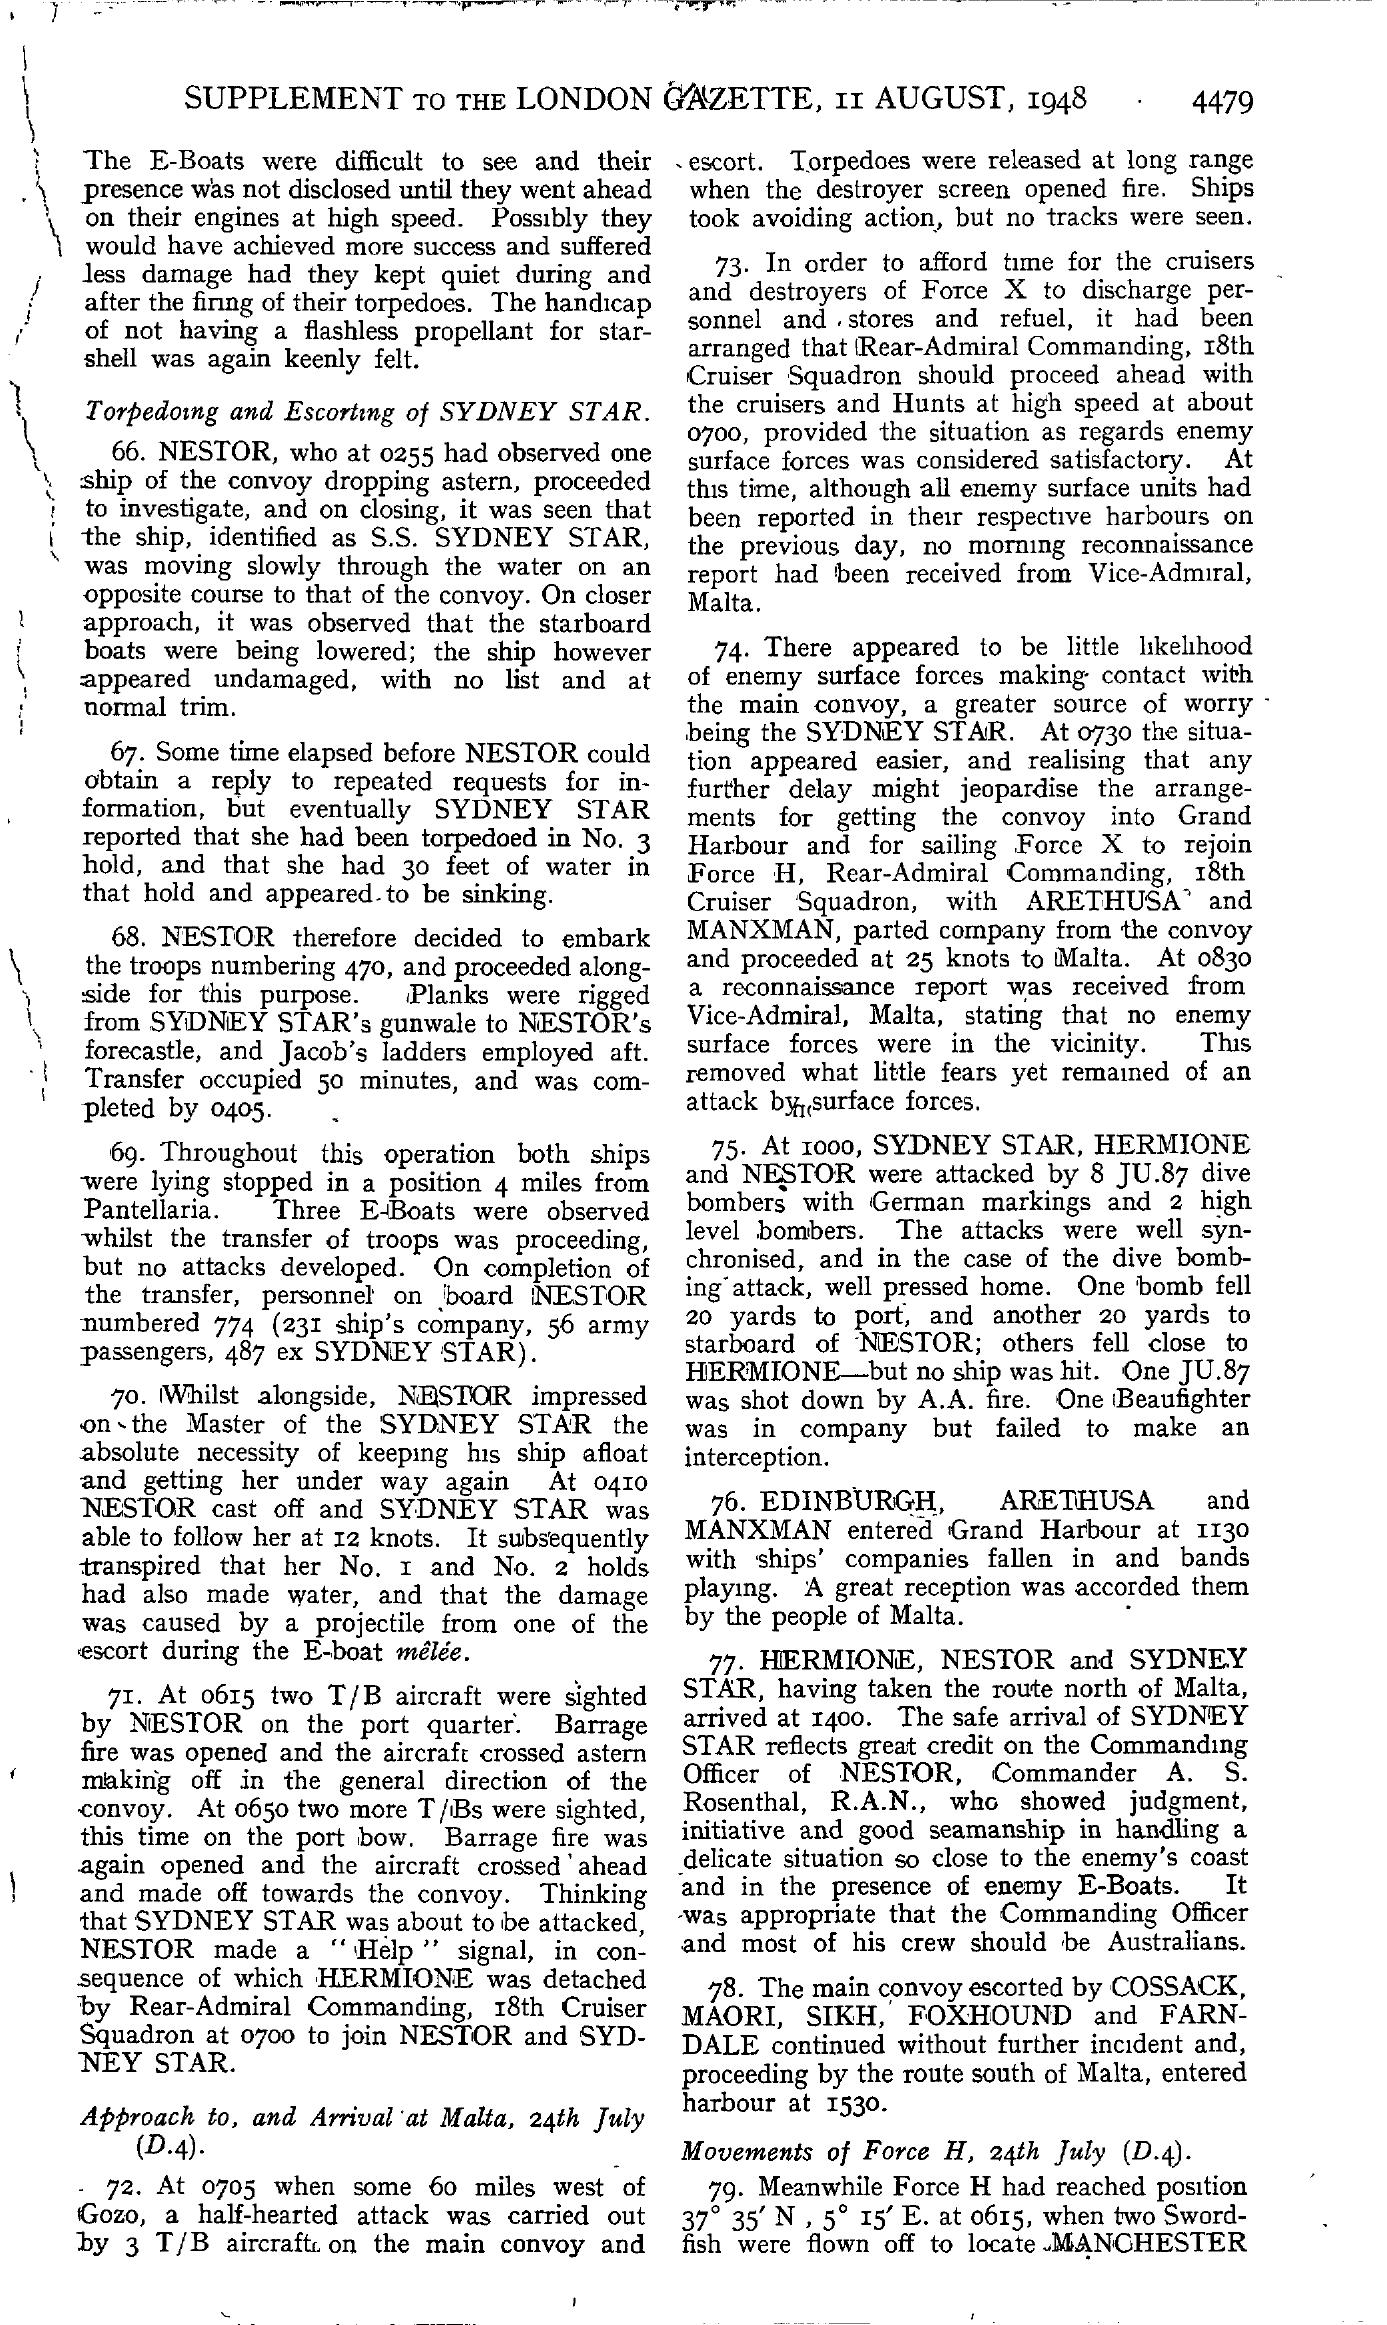 SUPPLEMENT TO THE LONDON GAZETTE, 11 AUGUST, 1948 4479
The E-Boats were difficult to see and their
presence was not disclosed until they went ahead
on their engines at high speed. Possibly they
would have achieved more success and suffered
less damage had they kept quiet during and
after the firing of their torpedoes. The handicap
of not having a flashless propellant for star-
shell was again keenly felt.
Torpedoing and Escorting of SYDNEY STAR.
66. NESTOR, who at 0255 had observed one
ship of the convoy dropping astern, proceeded
to investigate, and on closing, it was seen that
the ship, identified as S.S. SYDNEY STAR,
was moving slowly through the water on an
opposite course to that of the convoy. On closer
approach, it was observed that the starboard
boats were being lowered; the ship however
appeared undamaged, with no list and at
normal trim.
67. Some time elapsed before NESTOR could
obtain a reply to repeated requests for in-
formation, but eventually SYDNEY STAR
reported that she had been torpedoed in No. 3
hold, and that she had 30 feet of water in
that hold and appeared to be sinking.
68. NESTOR therefore decided to embark
the troops numbering 470, and proceeded along-
side for this purpose. Planks were rigged
from SYDNEY STAR's gunwale to NESTOR's
forecastle, and Jacob's ladders employed aft.
Transfer occupied 50 minutes, and was com-
pleted by 0405.
69. Throughout this operation both ships
were lying stopped in a position 4 miles from
Pantellaria. Three E-Boats were observed
whilst the transfer of troops was proceeding,
but no attacks developed. On completion of
the transfer, personnel on board NESTOR
numbered 774 (231 ship's company, 56 army
passengers, 487 ex SYDNEY STAR).
70. Whilst alongside, NESTOR impressed
on the Master of the SYDNEY STAR the
absolute necessity of keeping his ship afloat
and getting her under way again At 0410
NESTOR cast off and SYDNEY STAR was
able to follow her at 12 knots. It subsequently
transpired that her No. 1 and No. 2 holds
had also made water, and that the damage
was caused by a projectile from one of the
escort during the E-boat mêlée.
71. At 0615 two T/B aircraft were sighted
by NESTOR on the port quarter. Barrage
fire was opened and the aircraft crossed astern
making off in the general direction of the
convoy. At 0650 two more T/Bs were sighted,
this time on the port bow. Barrage fire was
again opened and the aircraft crossed ahead
and made off towards the convoy. Thinking
that SYDNEY STAR was about to be attacked,
NESTOR made a " Help " signal, in con-
sequence of which HERMIONE was detached
by Rear-Admiral Commanding, 18th Cruiser
Squadron at 0700 to join NESTOR and SYD-
NEY STAR.
Approach to, and Arrival at Malta, 24th July
(D.4).
72. At 0705 when some 60 miles west of
Gozo, a half-hearted attack was carried out
by 3 T/B aircraft on the main convoy and
escort. Torpedoes were released at long range
when the destroyer screen opened fire. Ships
took avoiding action, but no tracks were seen.
73. In order to afford time for the cruisers
and destroyers of Force X to discharge per-
sonnel and stores and refuel, it had been
arranged that Rear-Admiral Commanding, 18th
Cruiser Squadron should proceed ahead with
the cruisers and Hunts at high speed at about
0700, provided the situation as regards enemy
surface forces was considered satisfactory. At
this time, although all enemy surface units had
been reported in their respective harbours on
the previous day, no morning reconnaissance
report had been received from Vice-Admiral,
Malta.
74. There appeared to be little likelihood
of enemy surface forces making contact with
the main convoy, a greater source of worry
being the SYDNEY STAR. At 0730 the situa-
tion appeared easier, and realising that any
further delay might jeopardise the arrange-
ments for getting the convoy into Grand
Harbour and for sailing Force X to rejoin
Force H, Rear-Admiral Commanding, 18th
Cruiser Squadron, with ARETHUSA and
MANXMAN, parted company from the convoy
and proceeded at 25 knots to Malta. At 0830
a reconnaissance report was received from
Vice-Admiral, Malta, stating that no enemy
surface forces were in the vicinity. This
removed what little fears yet remained of an
attack by surface forces.
75. At 1000, SYDNEY STAR, HERMIONE
and NESTOR were attacked by 8 JU.87 dive
bombers with German markings and 2 high
level bombers. The attacks were well syn-
chronised, and in the case of the dive bomb-
ing attack, well pressed home. One bomb fell
20 yards to port, and another 20 yards to
starboard of NESTOR; others fell close to
HERMIONE—but no ship was hit. One JU.87
was shot down by A.A. fire. One Beaufighter
was in company but failed to make an
interception.
76. EDINBURGH, ARETHUSA and
MANXMAN entered Grand Harbour at 1130
with ships' companies fallen in and bands
playing. A great reception was accorded them
by the people of Malta.
77. HERMIONE, NESTOR and SYDNEY
STAR, having taken the route north of Malta,
arrived at 1400. The safe arrival of SYDNEY
STAR reflects great credit on the Commanding
Officer of NESTOR, Commander A. S.
Rosenthal, R.A.N., who showed judgment,
initiative and good seamanship in handling a
delicate situation so close to the enemy's coast
and in the presence of enemy E-Boats. It
was appropriate that the Commanding Officer
and most of his crew should be Australians.
78. The main convoy escorted by COSSACK,
MAORI, SIKH, FOXHOUND and FARN-
DALE continued without further incident and,
proceeding by the route south of Malta, entered
harbour at 1530.
Movements of Force H, 24th July (D.4).
79. Meanwhile Force H had reached position
37° 35′ N , 5° 15′ E. at 0615, when two Sword-
fish were flown off to locate MANCHESTER